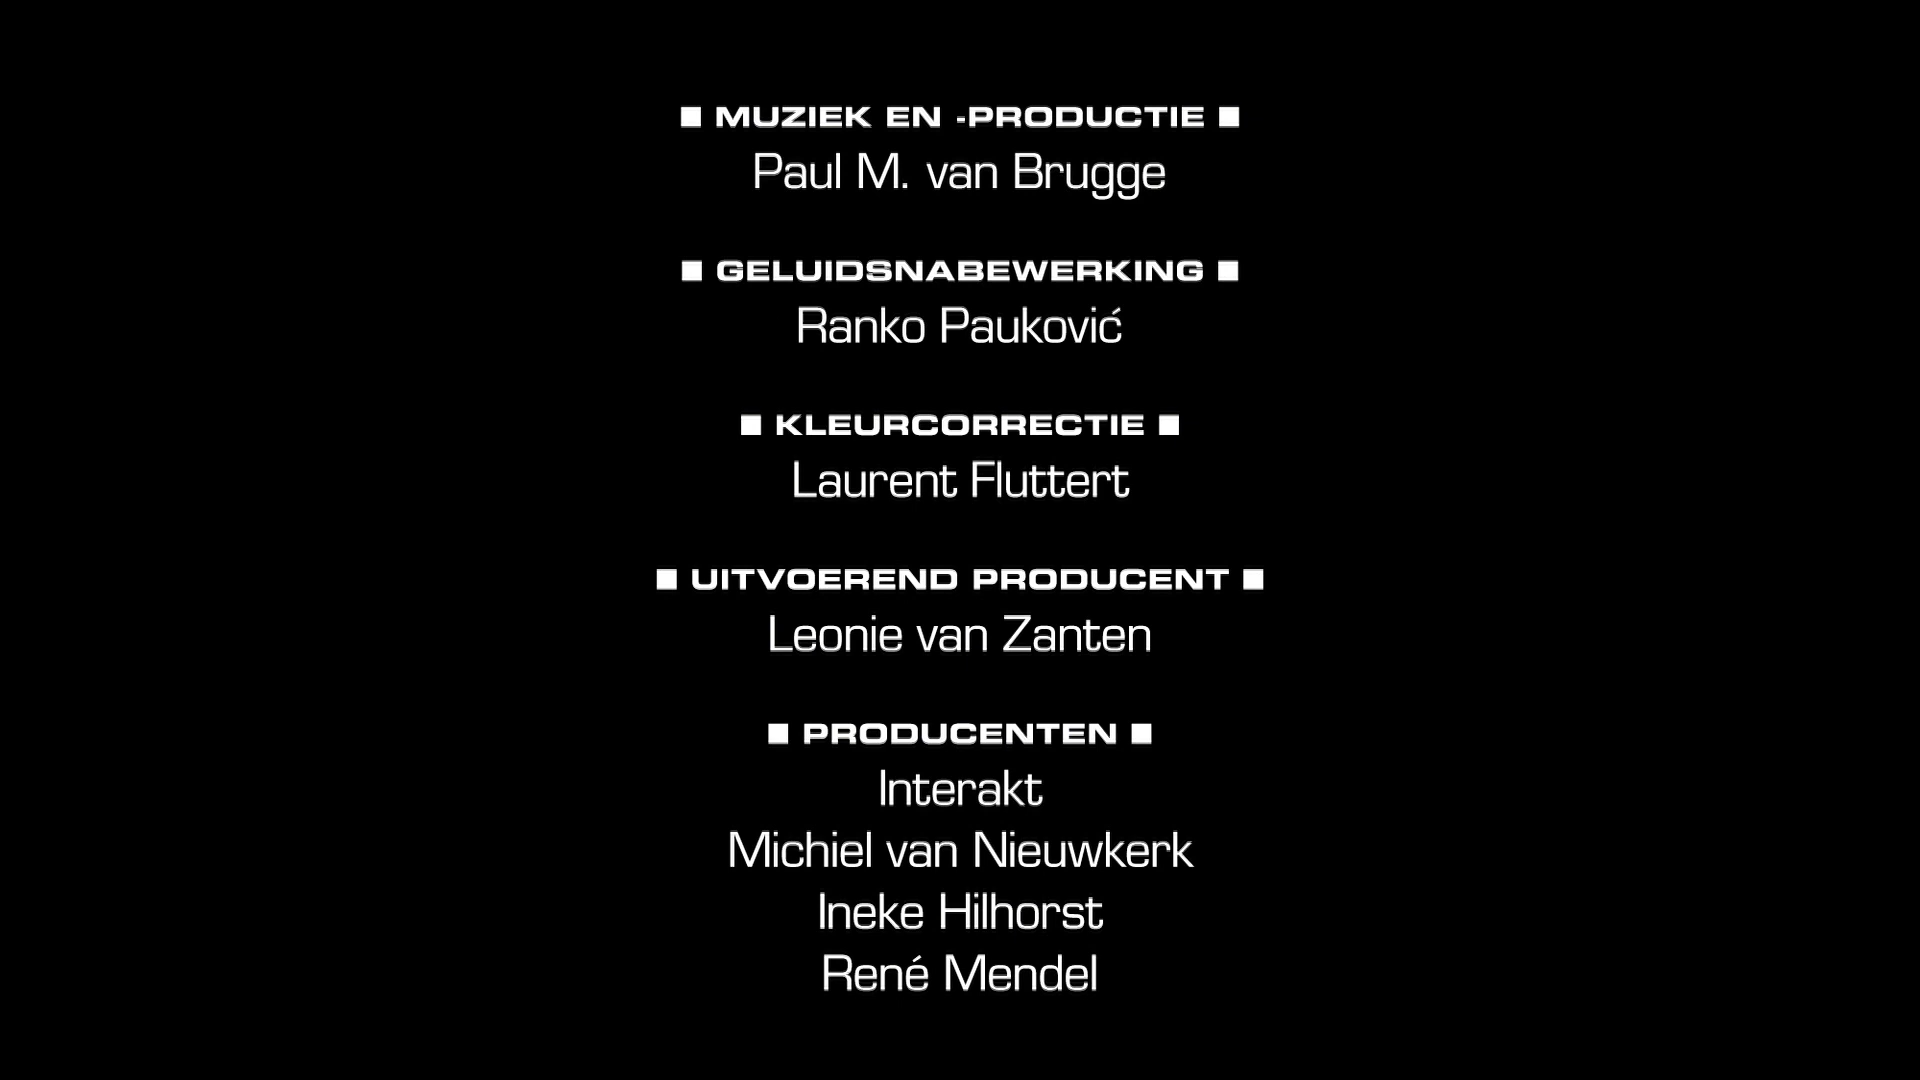 ■ MUZIEK EN -PRODUCTIE ■
Paul M. van Brugge
■ GELUIDSNABEWERKING ■
Ranko Pauković
■ KLEURCORRECTIE ■
Laurent Fluttert
■ UITVOEREND PRODUCENT ■
Leonie van Zanten
■ PRODUCENTEN ■
Interakt
Michiel van Nieuwkerk
Ineke Hilhorst
René Mendel